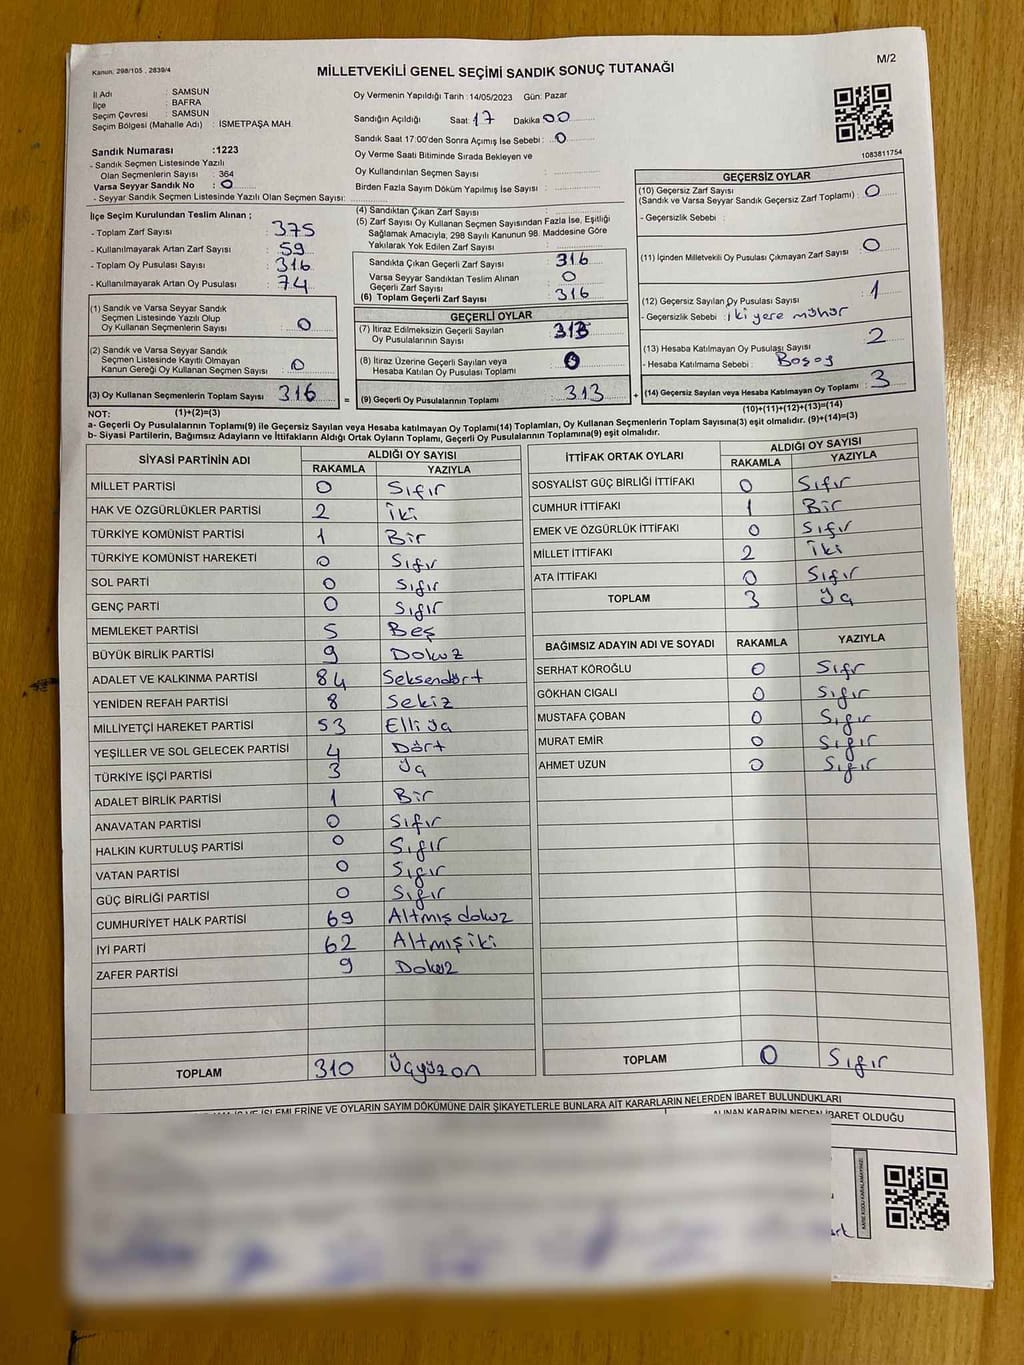 Kanun, 298/105 , 2839/4
M/2
MİLLETVEKİLİ GENEL SEÇİMİ SANDIK SONUÇ TUTANAĞI
İl Adı : SAMSUN
İlçe : BAFRA
Seçim Çevresi : SAMSUN
Seçim Bölgesi (Mahalle Adı) : İSMETPAŞA MAH.
Sandık Numarası :1223
- Sandık Seçmen Listesinde Yazılı
Olan Seçmenlerin Sayısı : 364
Varsa Seyyar Sandık No : 0
- Seyyar Sandık Seçmen Listesinde Yazılı Olan Seçmen Sayısı:
Oy Vermenin Yapıldığı Tarih :14/05/2023 Gün: Pazar
Sandığın Açıldığı Saat 17 Dakika 00
Sandık Saat 17:00'den Sonra Açımış İse Sebebi : 0
Oy Verme Saati Bitiminde Sırada Bekleyen ve
Oy Kullandırılan Seçmen Sayısı :
Birden Fazla Sayım Döküm Yapılmış İse Sayısı :
1083811754
İlçe Seçim Kurulundan Teslim Alınan ;
- Toplam Zarf Sayısı : 375
- Kullanılmayarak Artan Zarf Sayısı : 59
- Toplam Oy Pusulası Sayısı : 316
- Kullanılmayarak Artan Oy Pusulası : 74
(4) Sandıktan Çıkan Zarf Sayısı :
(5) Zarf Sayısı Oy Kullanan Seçmen Sayısından Fazla İse, Eşitliği
Sağlamak Amacıyla, 298 Sayılı Kanunun 98. Maddesine Göre
Yakılarak Yok Edilen Zarf Sayısı :
Sandıkta Çıkan Geçerli Zarf Sayısı : 316
Varsa Seyyar Sandıktan Teslim Alınan
Geçerli Zarf Sayısı : 0
(6) Toplam Geçerli Zarf Sayısı : 316
GEÇERSİZ OYLAR
(10) Geçersiz Zarf Sayısı
(Sandık ve Varsa Seyyar Sandık Geçersiz Zarf Toplamı) : 0
- Geçersizlik Sebebi :
(11) İçinden Milletvekili Oy Pusulası Çıkmayan Zarf Sayısı : 0
(12) Geçersiz Sayılan Oy Pusulası Sayısı : 1
- Geçersizlik Sebebi : İki yere mühür
(13) Hesaba Katılmayan Oy Pusulası Sayısı : 2
- Hesaba Katılmama Sebebi :
(14) Geçersiz Sayılan veya Hesaba Katılmayan Oy Toplamı : 3
(1) Sandık ve Varsa Seyyar Sandık
Seçmen Listesinde Yazılı Olup
Oy Kullanan Seçmenlerin Sayısı : 0
(2) Sandık ve Varsa Seyyar Sandık
Seçmen Listesinde Kayıtlı Olmayan
Kanun Gereği Oy Kullanan Seçmen Sayısı : 0
(3) Oy Kullanan Seçmenlerin Toplam Sayısı 316
=
GEÇERLİ OYLAR
(7) İtiraz Edilmeksizin Geçerli Sayılan
Oy Pusulalarının Sayısı : 313
(8) İtiraz Üzerine Geçerli Sayılan veya
Hesaba Katılan Oy Pusulası Toplamı : 0
(9) Geçerli Oy Pusulalarının Toplamı : 313
+
NOT: (1)+(2)=(3)
(10)+(11)+(12)+(13)=(14)
a- Geçerli Oy Pusulalarının Toplamı(9) ile Geçersiz Sayılan veya Hesaba katılmayan Oy Toplamı(14) Toplamları, Oy Kullanan Seçmenlerin Toplam Sayısına(3) eşit olmalıdır. (9)+(14)=(3)
b- Siyasi Partilerin, Bağımsız Adayların ve İttifakların Aldığı Ortak Oyların Toplamı, Geçerli Oy Pusulalarının Toplamına(9) eşit olmalıdır.
SİYASİ PARTİNİN ADI ALDIĞI OY SAYISI
RAKAMLA YAZIYLA
MİLLET PARTİSİ 0 Sıfır
HAK VE ÖZGÜRLÜKLER PARTİSİ 2 iki
TÜRKİYE KOMÜNİST PARTİSİ 1 Bir
TÜRKİYE KOMÜNİST HAREKETİ 0 Sıfır
SOL PARTİ 0 Sıfır
GENÇ PARTİ 0 Sıfır
MEMLEKET PARTİSİ 5 Beş
BÜYÜK BİRLİK PARTİSİ 9 Dokuz
ADALET VE KALKINMA PARTİSİ 84 Seksendört
YENİDEN REFAH PARTİSİ 8 Sekiz
MİLLİYETÇİ HAREKET PARTİSİ 53 Elli üç
YEŞİLLER VE SOL GELECEK PARTİSİ 4 Dört
TÜRKİYE İŞÇİ PARTİSİ 3 Üç
ADALET BİRLİK PARTİSİ 1 Bir
ANAVATAN PARTİSİ 0 Sıfır
HALKIN KURTULUŞ PARTİSİ 0 Sıfır
VATAN PARTİSİ 0 Sıfır
GÜÇ BİRLİĞİ PARTİSİ 0 Sıfır
CUMHURİYET HALK PARTİSİ 69 Altmış dokuz
İYİ PARTİ 62 Altmış iki
ZAFER PARTİSİ 9 Dokuz
TOPLAM 310 Üçyüzon
İTTİFAK ORTAK OYLARI ALDIĞI OY SAYISI
RAKAMLA YAZIYLA
SOSYALİST GÜÇ BİRLİĞİ İTTİFAKI 0 Sıfır
CUMHUR İTTİFAKI 1 Bir
EMEK VE ÖZGÜRLÜK İTTİFAKI 0 Sıfır
MİLLET İTTİFAKI 2 iki
ATA İTTİFAKI 0 Sıfır
TOPLAM 3 Üç
BAĞIMSIZ ADAYIN ADI VE SOYADI RAKAMLA YAZIYLA
SERHAT KÖROĞLU 0 Sıfır
GÖKHAN CIGALI 0 Sıfır
MUSTAFA ÇOBAN 0 Sıfır
MURAT EMİR 0 Sıfır
AHMET UZUN 0 Sıfır
TOPLAM 0 Sıfır
İŞLEMLERİNE VE OYLARIN SAYIM DÖKÜMÜNE DAİR ŞİKAYETLERLE BUNLARA AİT KARARLARIN NELERDEN İBARET BULUNDUKLARI
ALINAN KARARIN NEDEN İBARET OLDUĞU